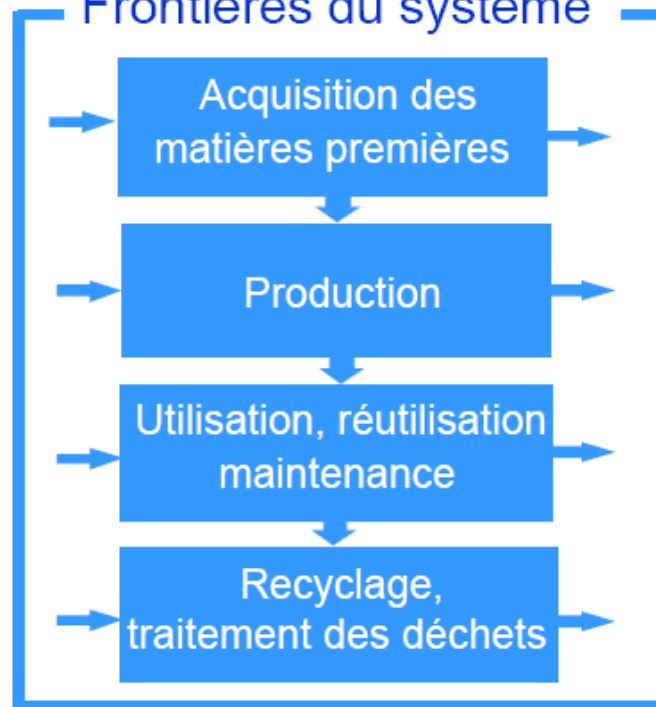 Frontières du système
Acquisition des
matières premières
Production
Utilisation, réutilisation
maintenance
Recyclage,
traitement des déchets